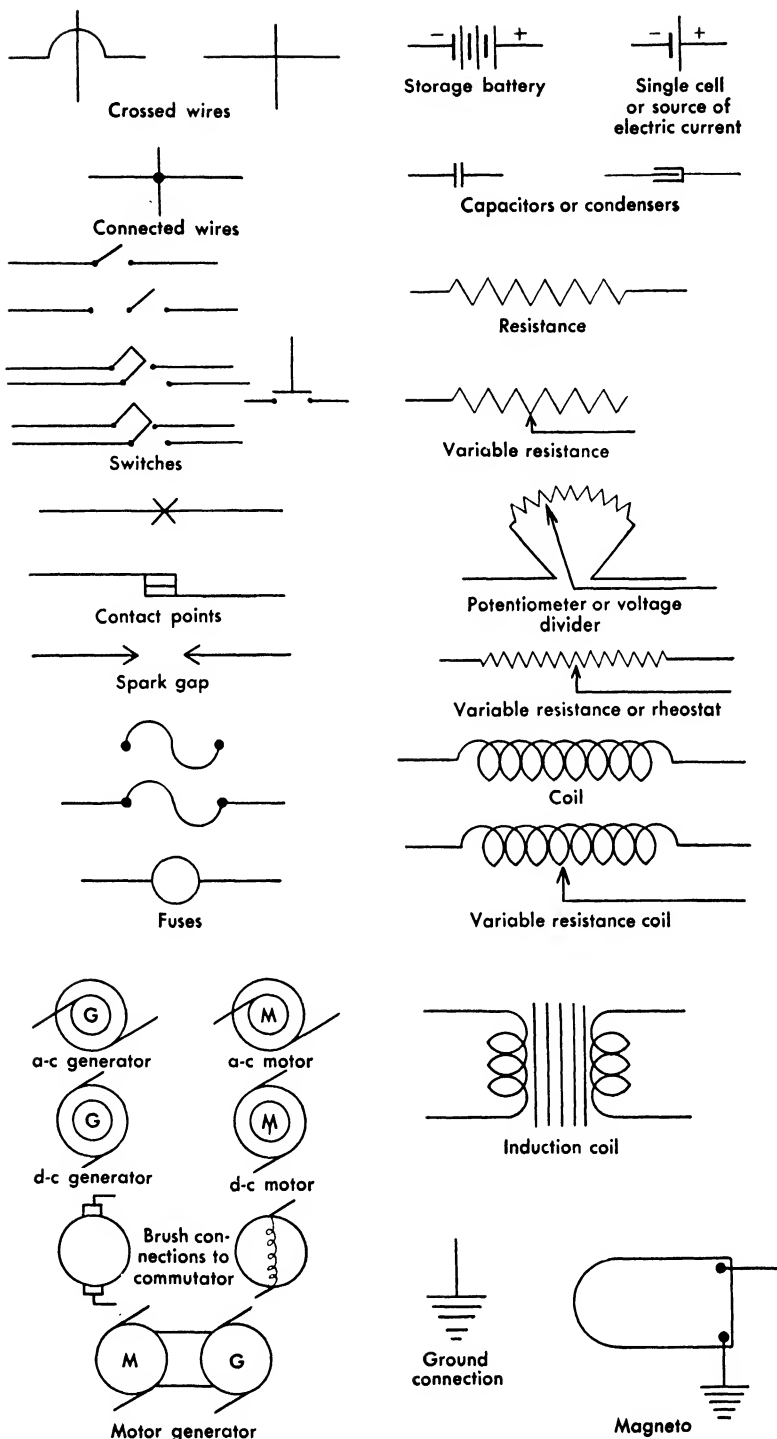 - +
Storage battery
- +
Single cell
or source of
electric current
Crossed wires
Connected wires
Capacitors or condensers
Resistance
Variable resistance
Switches
Contact points
Potentiometer or voltage
divider
Spark gap
Variable resistance or rheostat
Coil
Fuses
Variable resistance coil
G
a-c generator
M
a-c motor
G
d-c generator
M
d-c motor
Induction coil
Brush con-
nections to
commutator
M
G
Motor generator
Ground
connection
Magneto